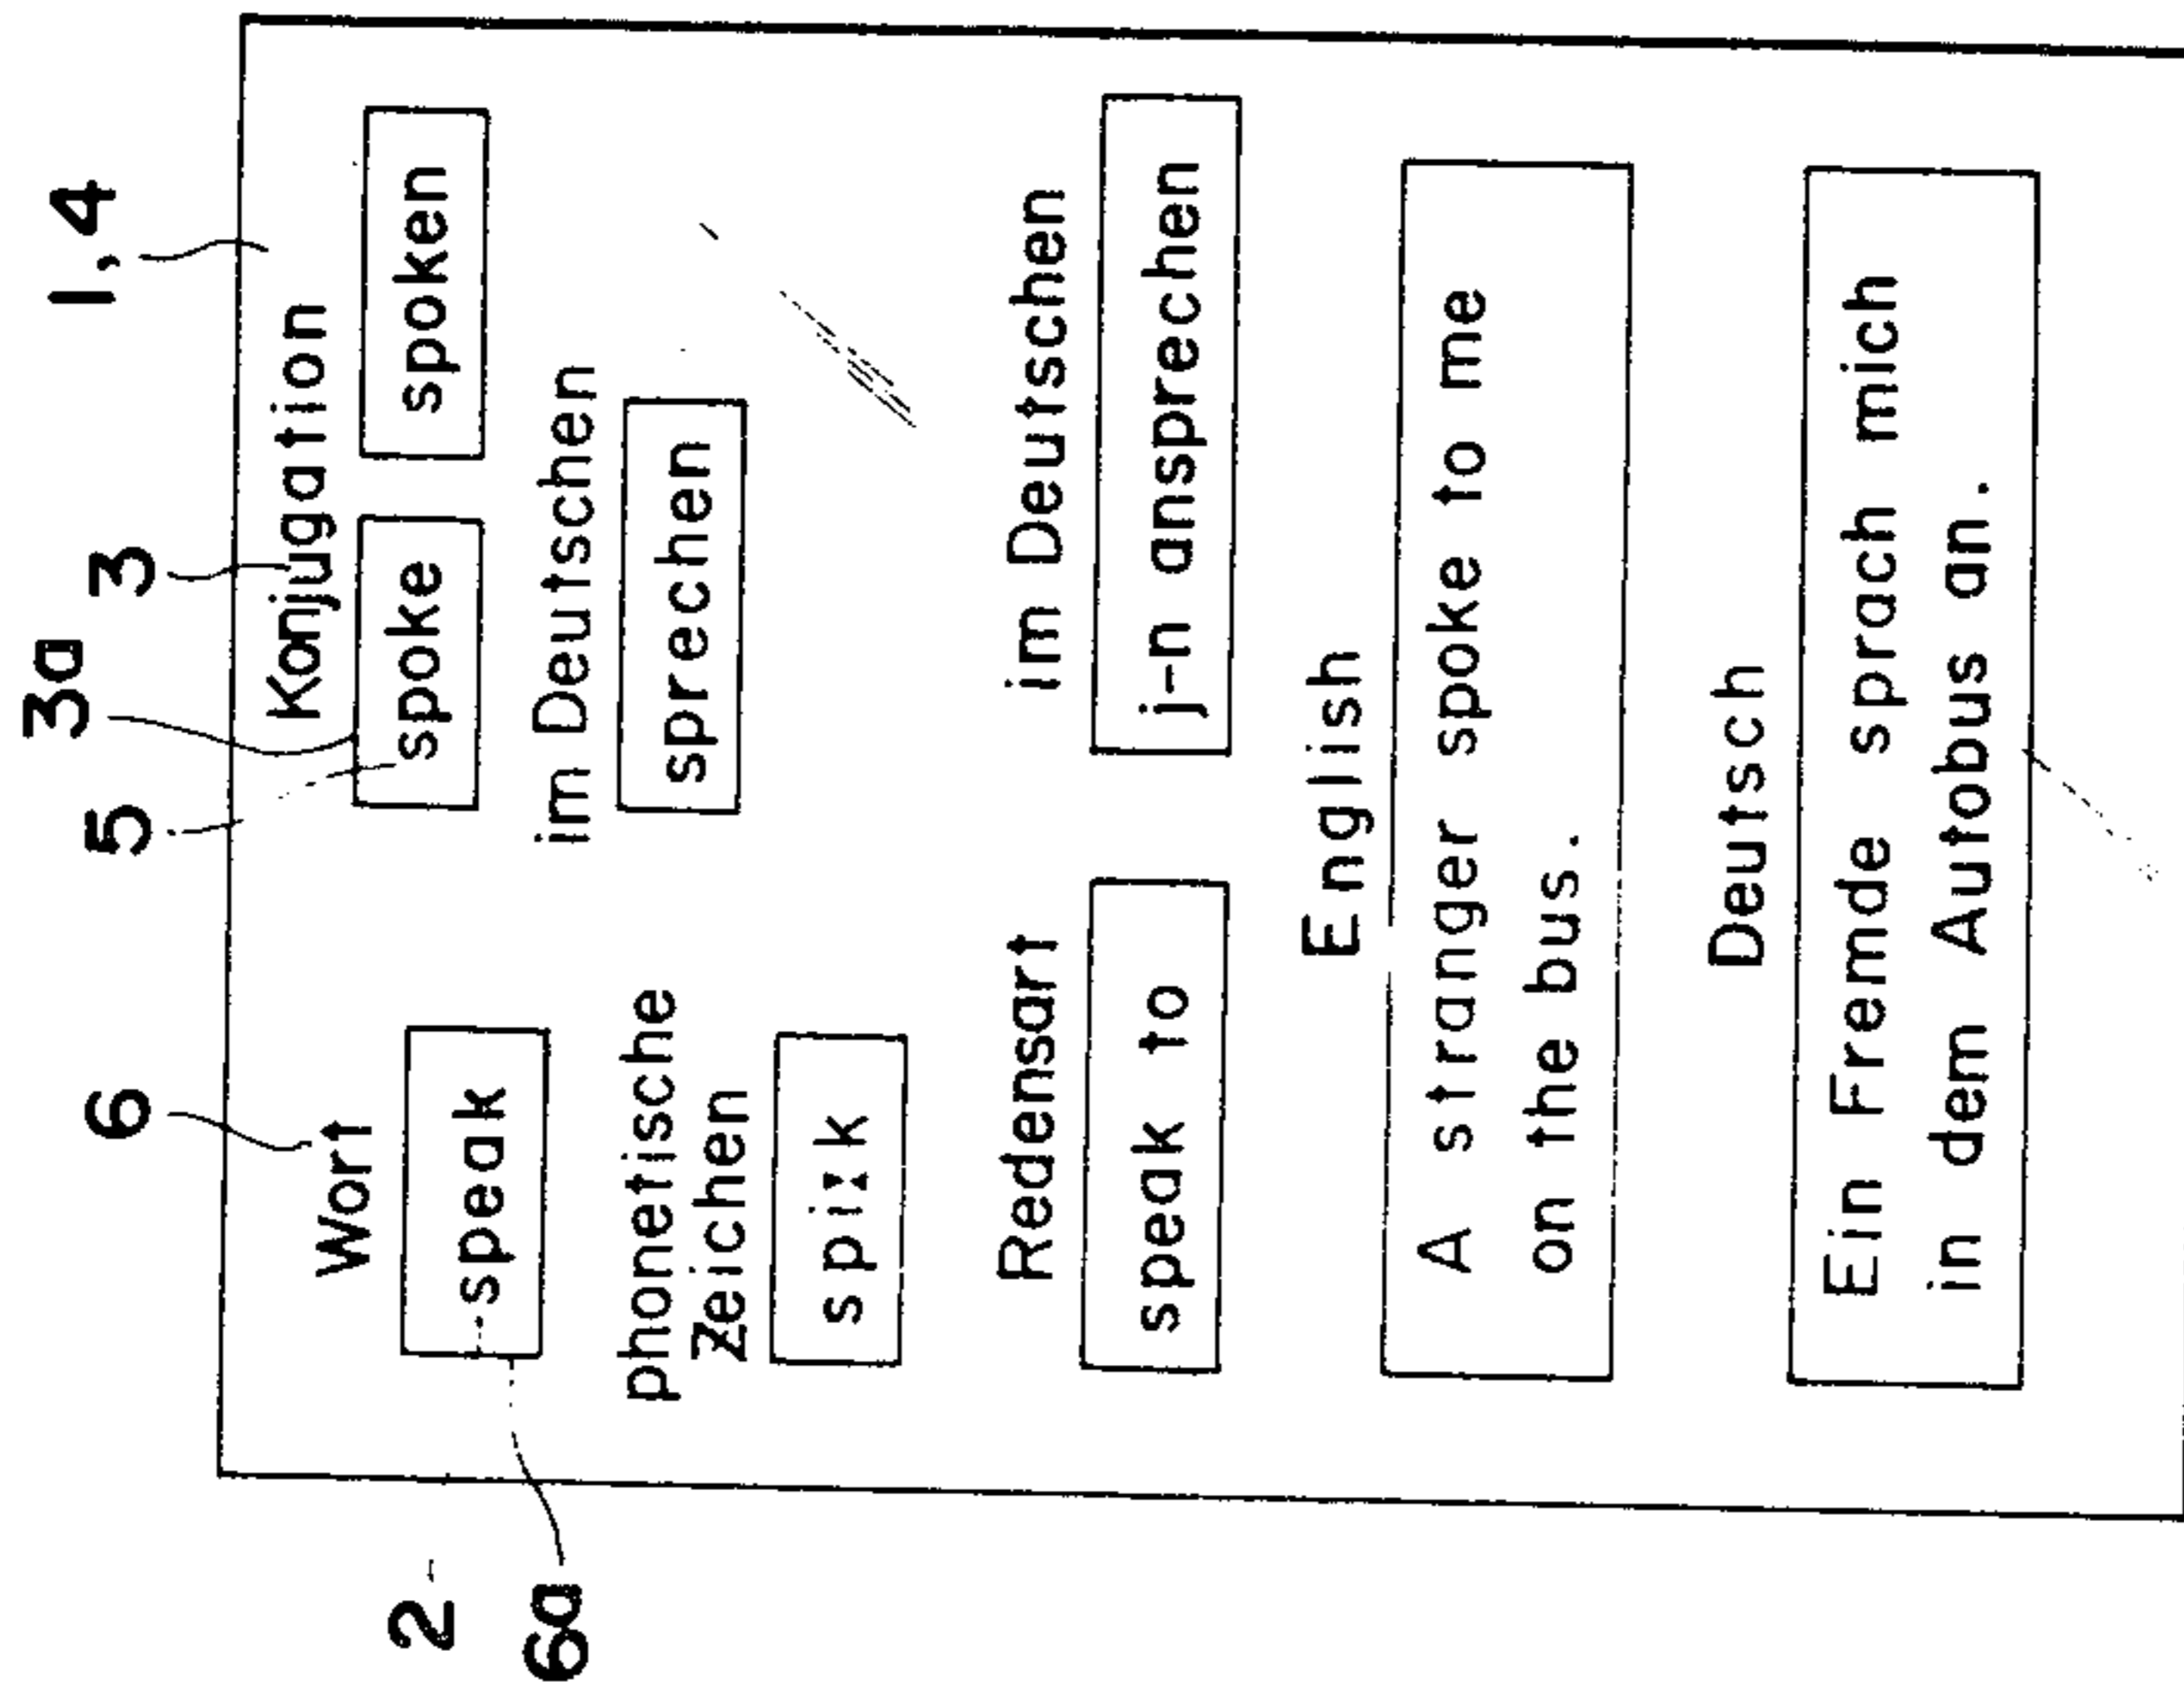 1,4
3
3a
5
6
2
6a
Wort
speak
Konjugation
spoke
spoken
phonetische
Zeichen
spiːk
im Deutschen
sprechen
Redensart
speak to
im Deutschen
j-n ansprechen
English
A stranger spoke to me
on the bus.
Deutsch
Ein Fremde sprach mich
in dem Autobus an.